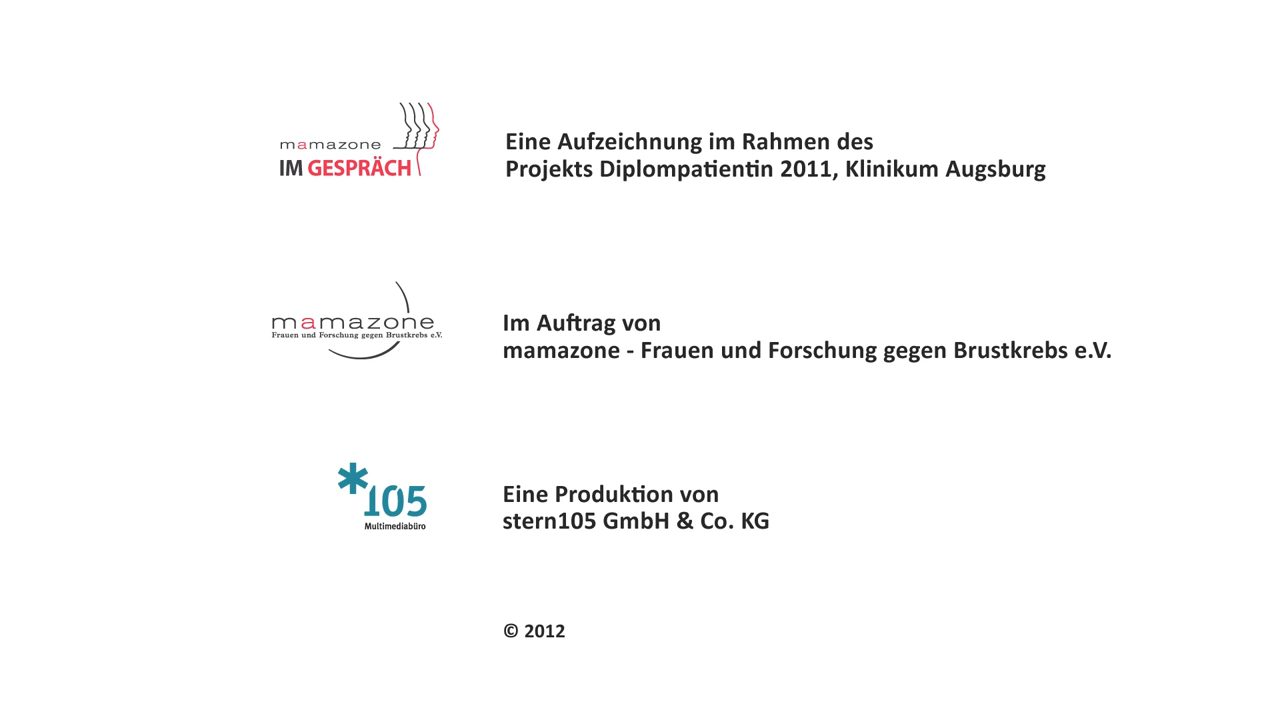 mamazone
IM GESPRÄCH
Eine Aufzeichnung im Rahmen des
Projekts Diplompatientin 2011, Klinikum Augsburg
mamazone
Frauen und Forschung gegen Brustkrebs e.V.
Im Auftrag von
mamazone - Frauen und Forschung gegen Brustkrebs e.V.
*105
Multimediabüro
Eine Produktion von
stern105 GmbH & Co. KG
© 2012